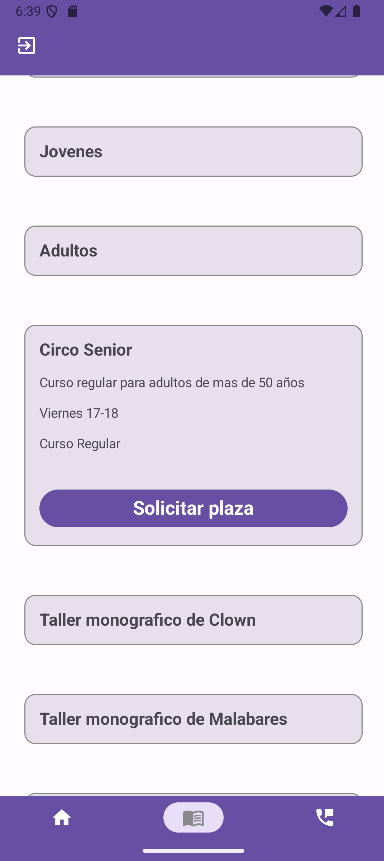 6:39
Jovenes
Adultos
Circo Senior
Curso regular para adultos de mas de 50 años
Viernes 17-18
Curso Regular
Solicitar plaza
Taller monografico de Clown
Taller monografico de Malabares